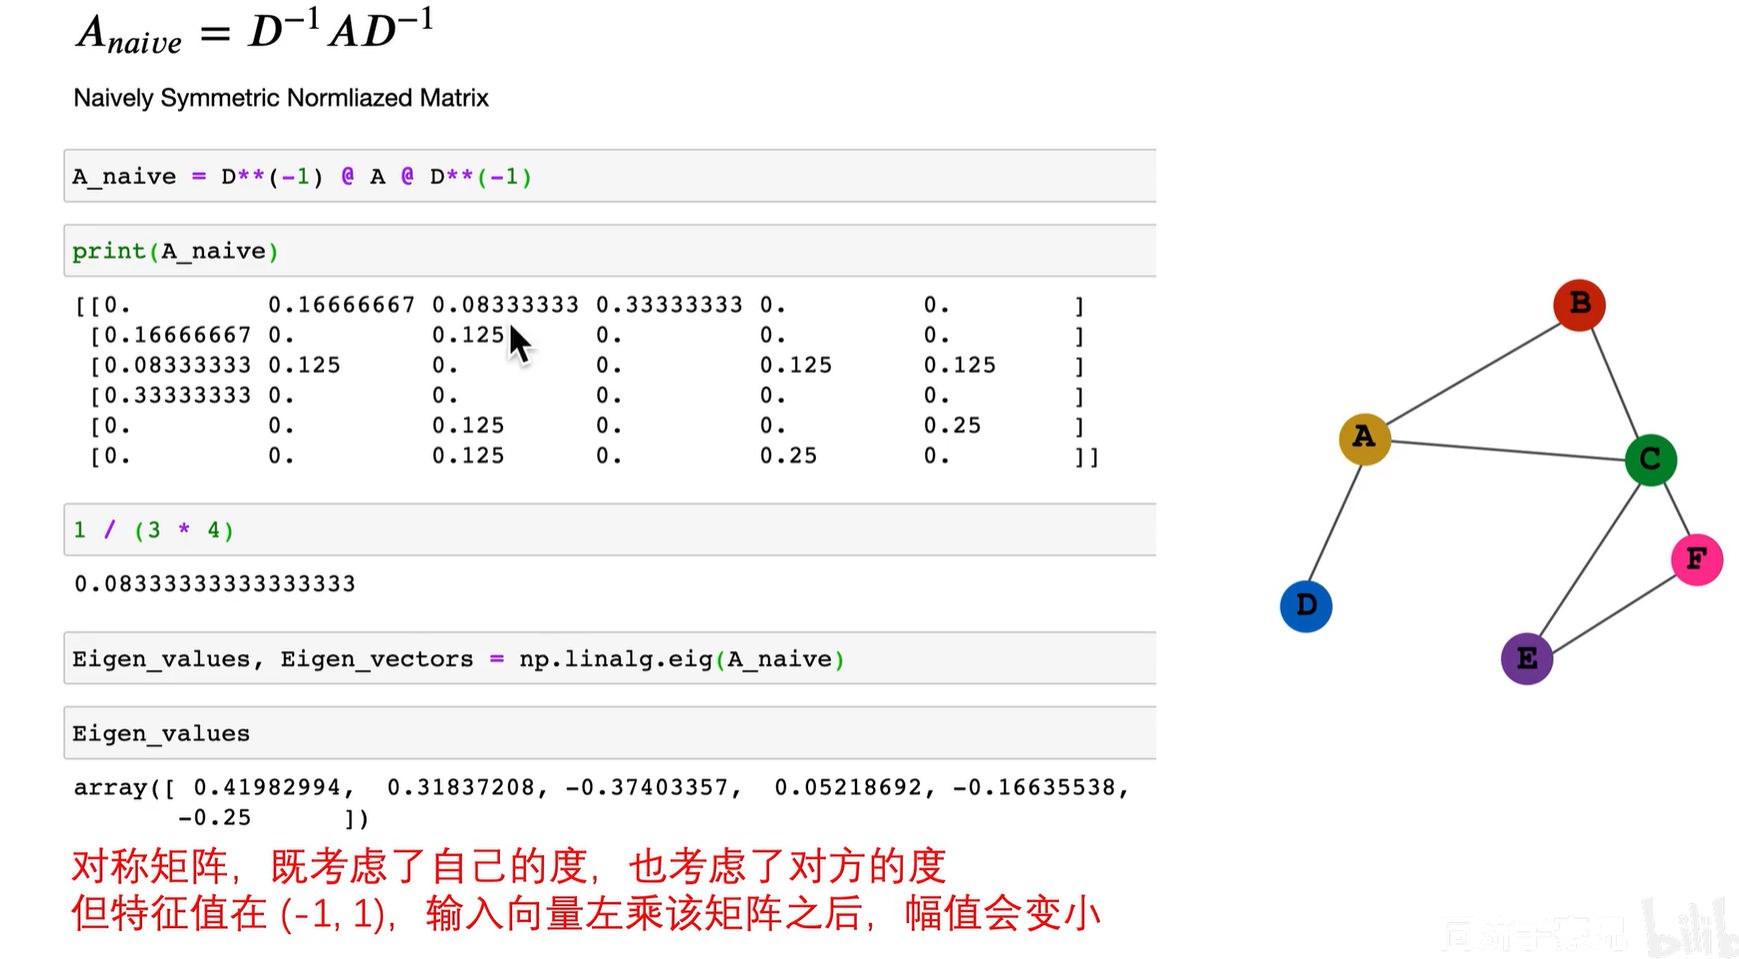 A_naive = D⁻¹AD⁻¹
Naively Symmetric Normliazed Matrix
A_naive = D**(-1) @ A @ D**(-1)
print(A_naive)
[[0.         0.16666667 0.08333333 0.33333333 0.         0.        ]
 [0.16666667 0.         0.125      0.         0.         0.        ]
 [0.08333333 0.125      0.         0.         0.125      0.125     ]
 [0.33333333 0.         0.         0.         0.         0.        ]
 [0.         0.         0.125      0.         0.         0.25      ]
 [0.         0.         0.125      0.         0.25       0.        ]]
1 / (3 * 4)
0.08333333333333333
Eigen_values, Eigen_vectors = np.linalg.eig(A_naive)
Eigen_values
array([ 0.41982994,  0.31837208, -0.37403357,  0.05218692, -0.16635538,
       -0.25      ])
对称矩阵，既考虑了自己的度，也考虑了对方的度
但特征值在 (-1, 1)，输入向量左乘该矩阵之后，幅值会变小
B
A
C
F
D
E
同济子豪兄 bilibili